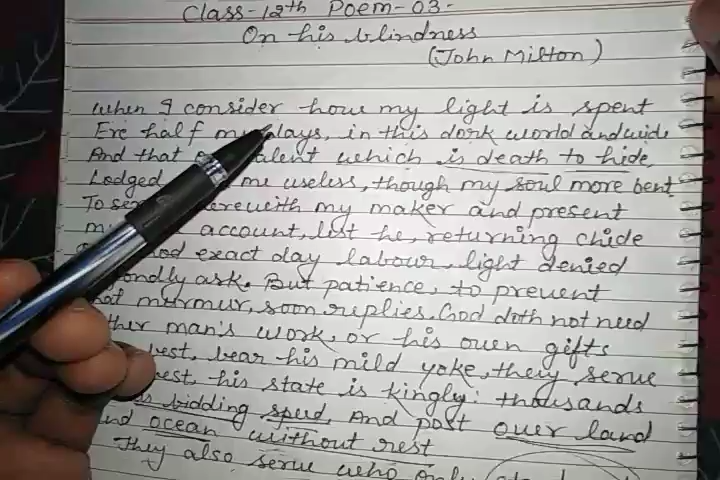 Class-12th Poem-03-
On his blindness
(John Milton)
When I consider how my light is spent
Ere half my days, in this dark world and wide
And that talent which is death to hide
Lodged me useless, though my soul more bent
To therewith my maker and present
account, lest he, returning chide
exact day labour, light denied
fondly ask. But patience, to prevent
murmur, soon replies. God doth not need
man's work, or his own gifts
best, bear his mild yoke, they serve
best, his state is kingly: thousands
bidding speed, And post over land
and ocean without rest
They also serve who only